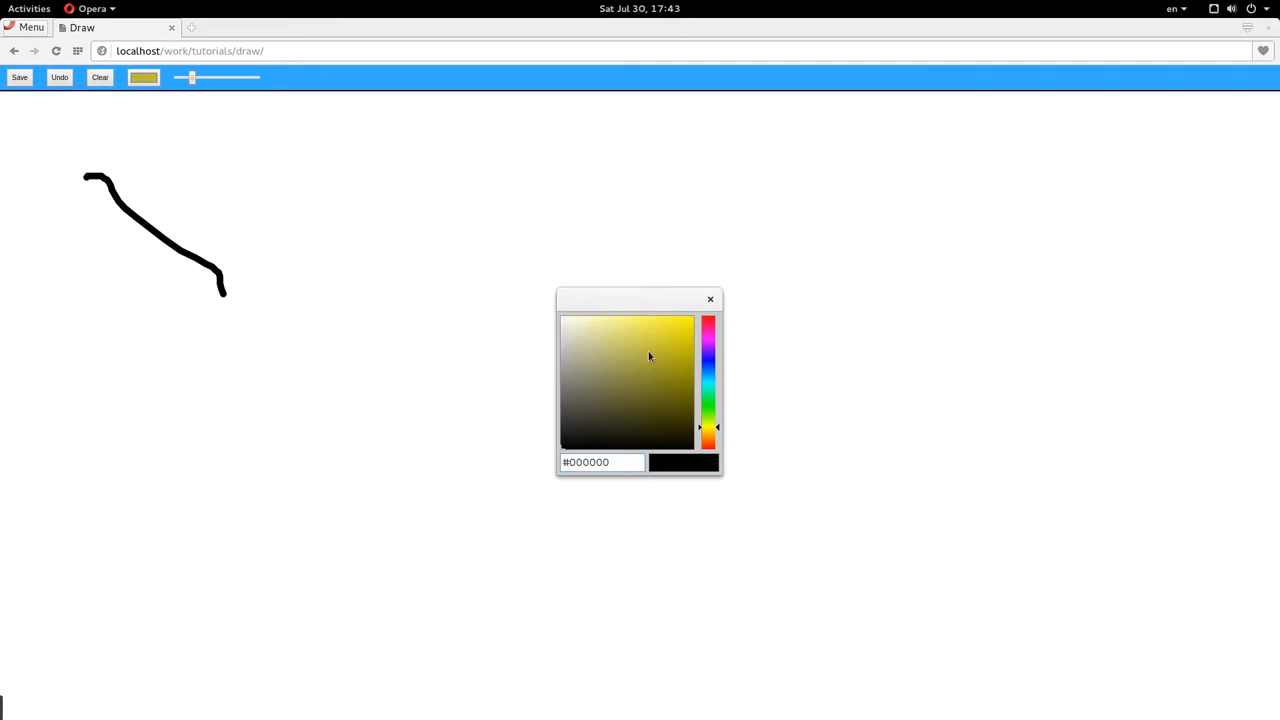 Activities Opera Sat Jul 30, 17:43 en
Menu Draw
localhost/work/tutorials/draw/
Save Undo Clear
#000000